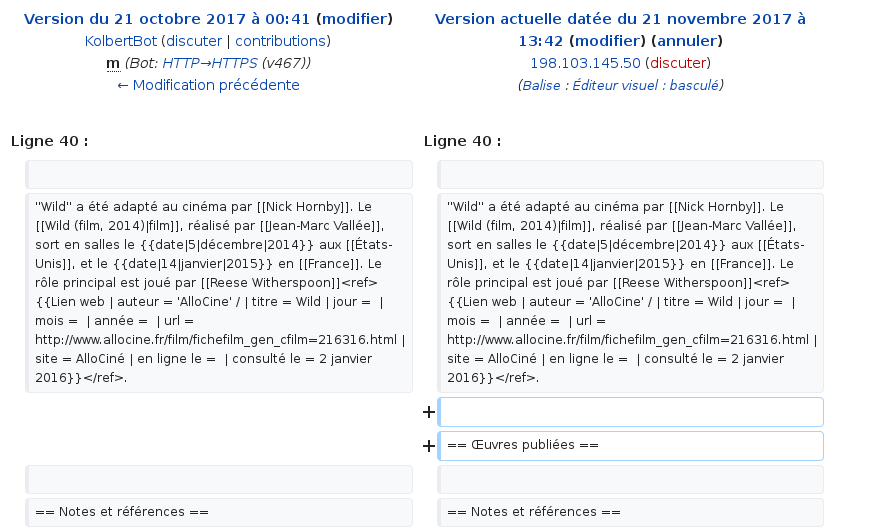 Version du 21 octobre 2017 à 00:41 (modifier)
KolbertBot (discuter | contributions)
m (Bot: HTTP→HTTPS (v467))
← Modification précédente
Version actuelle datée du 21 novembre 2017 à
13:42 (modifier) (annuler)
198.103.145.50 (discuter)
(Balise : Éditeur visuel : basculé)
Ligne 40 :
Ligne 40 :
"Wild" a été adapté au cinéma par [[Nick Hornby]]. Le
[[Wild (film, 2014)|film]], réalisé par [[Jean-Marc Vallée]],
sort en salles le {{date|5|décembre|2014}} aux [[États-
Unis]], et le {{date|14|janvier|2015}} en [[France]]. Le
rôle principal est joué par [[Reese Witherspoon]]<ref>
{{Lien web | auteur = 'AlloCine' / | titre = Wild | jour =  |
mois =  | année =  | url =
http://www.allocine.fr/film/fichefilm_gen_cfilm=216316.html |
site = AlloCiné | en ligne le =  | consulté le = 2 janvier
2016}}</ref>.
"Wild" a été adapté au cinéma par [[Nick Hornby]]. Le
[[Wild (film, 2014)|film]], réalisé par [[Jean-Marc Vallée]],
sort en salles le {{date|5|décembre|2014}} aux [[États-
Unis]], et le {{date|14|janvier|2015}} en [[France]]. Le
rôle principal est joué par [[Reese Witherspoon]]<ref>
{{Lien web | auteur = 'AlloCine' / | titre = Wild | jour =  |
mois =  | année =  | url =
http://www.allocine.fr/film/fichefilm_gen_cfilm=216316.html |
site = AlloCiné | en ligne le =  | consulté le = 2 janvier
2016}}</ref>.
+
+ == Œuvres publiées ==
== Notes et références ==
== Notes et références ==